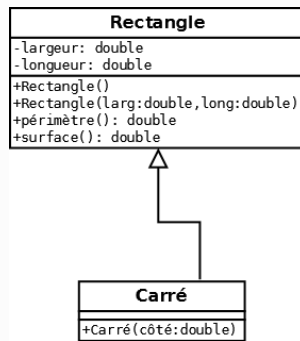 Rectangle
-largeur: double
-longueur: double
+Rectangle()
+Rectangle(larg:double,long:double)
+périmètre(): double
+surface(): double
Carré
+Carré(côté:double)